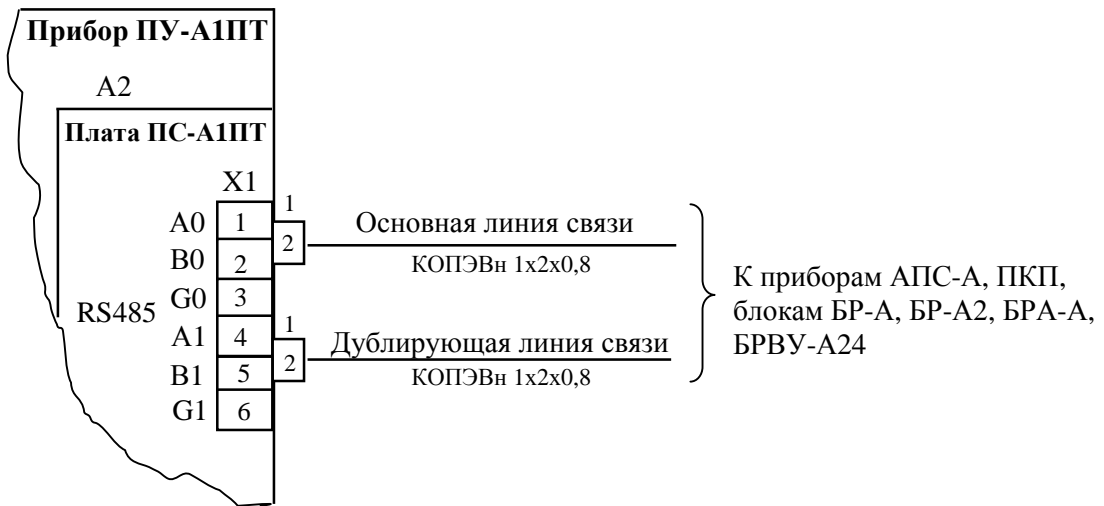 Прибор ПУ-А1ПТ
А2
Плата ПС-А1ПТ
X1
A0 1 1
Основная линия связи
B0 2 2
КОПЭВн 1х2х0,8
G0 3
RS485
A1 4 1
Дублирующая линия связи
B1 5 2
КОПЭВн 1х2х0,8
G1 6
К приборам АПС-А, ПКП,
блокам БР-А, БР-А2, БРА-А,
БРВУ-А24